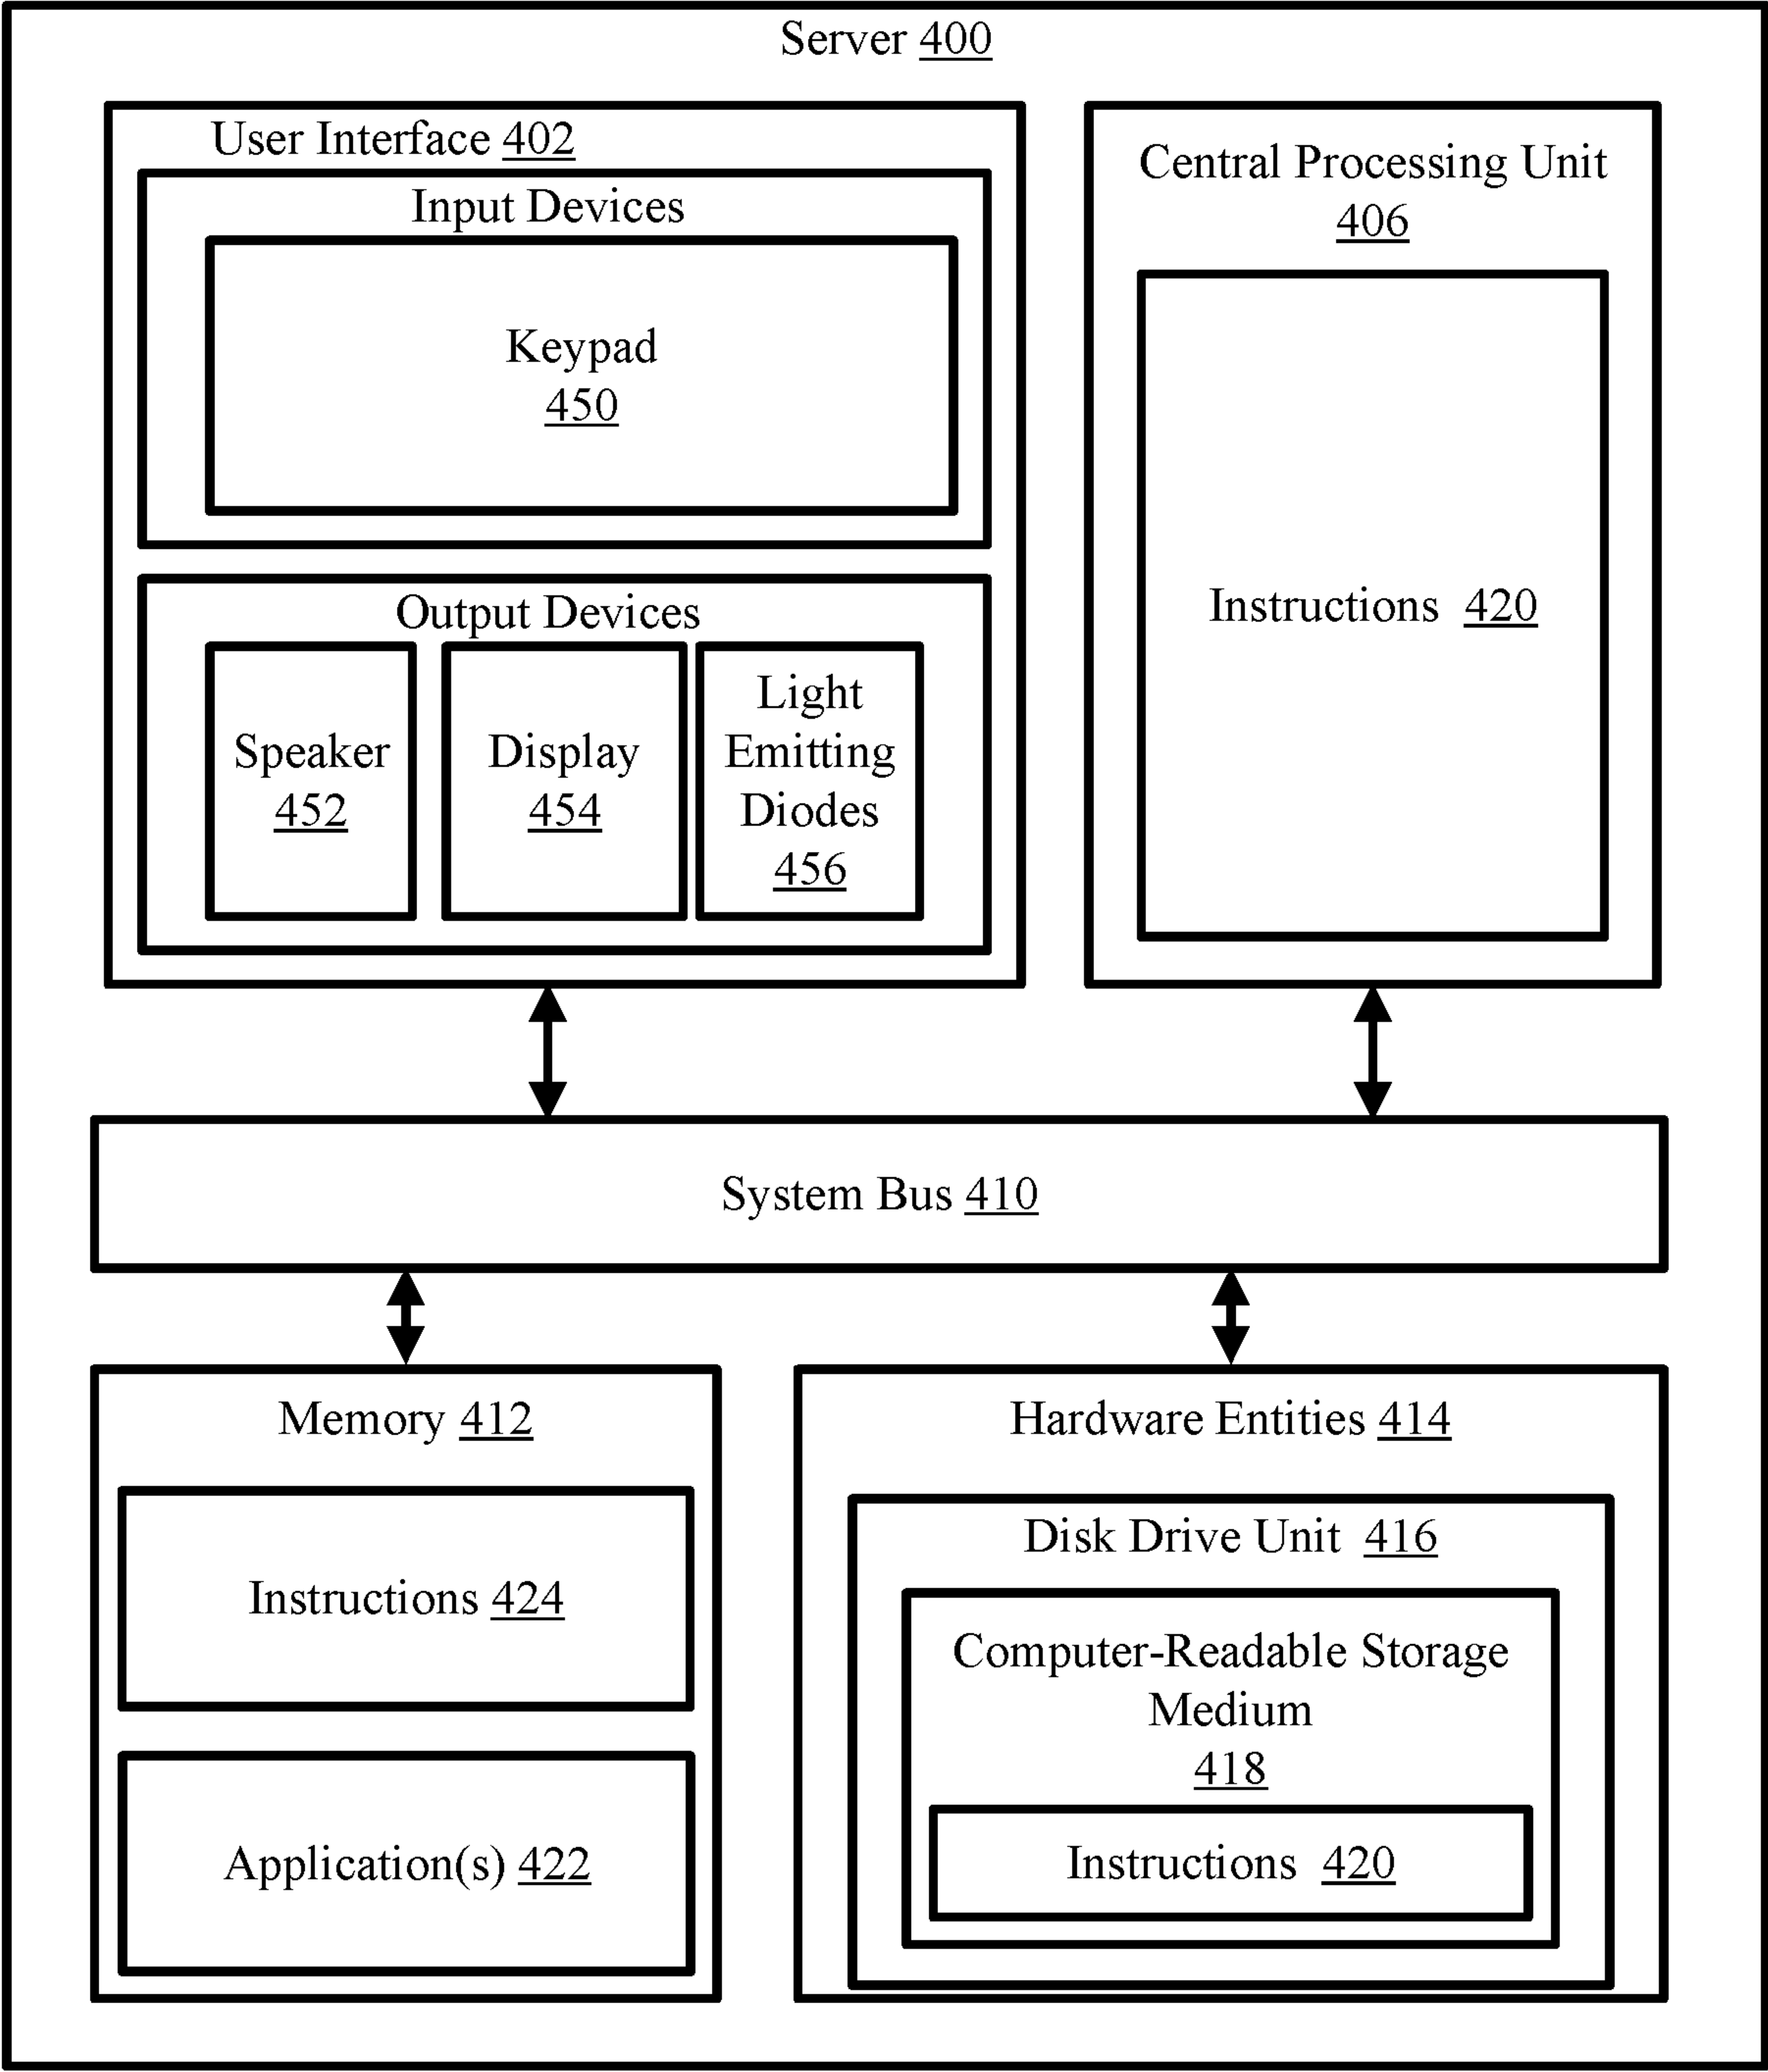 Server 400
User Interface 402
Input Devices
Keypad
450
Output Devices
Speaker
452
Display
454
Light
Emitting
Diodes
456
Central Processing Unit
406
Instructions 420
System Bus 410
Memory 412
Instructions 424
Application(s) 422
Hardware Entities 414
Disk Drive Unit 416
Computer-Readable Storage
Medium
418
Instructions 420